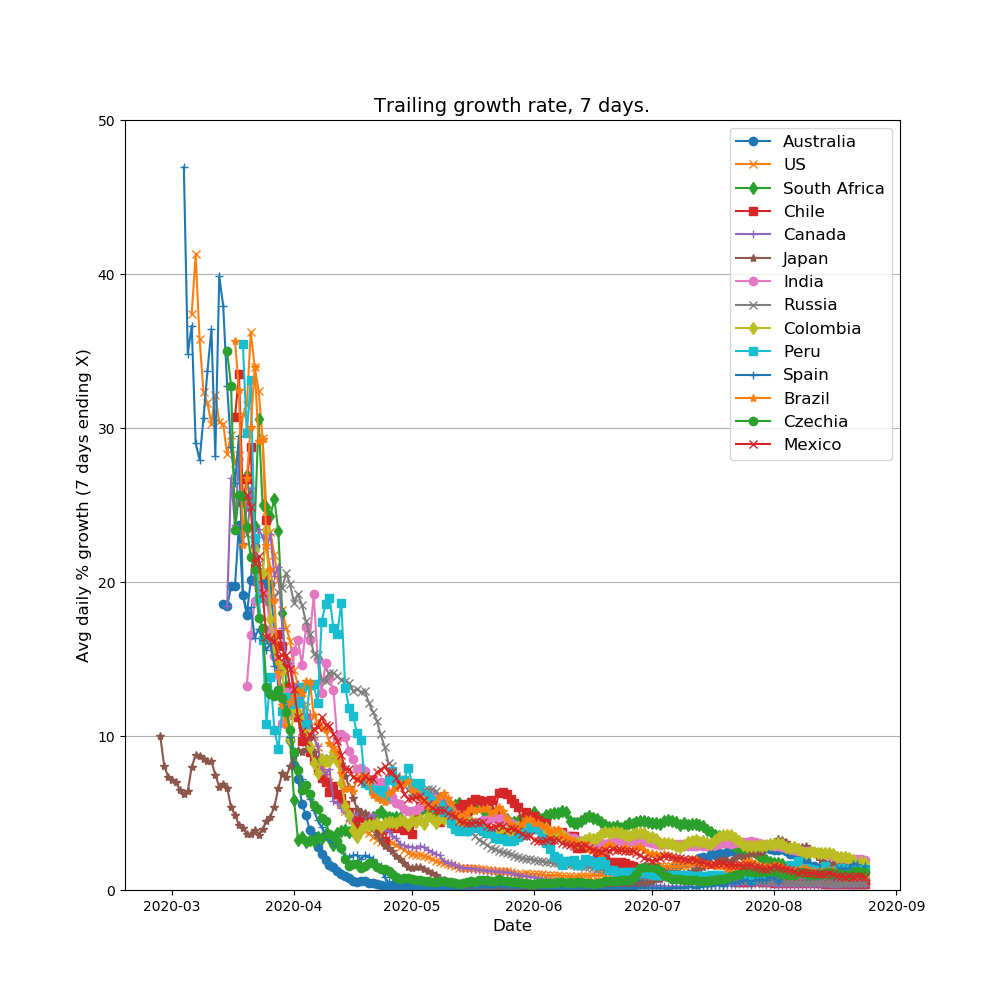 Trailing growth rate, 7 days.
50
40
30
20
10
0
Avg daily % growth (7 days ending X)
Australia
US
South Africa
Chile
Canada
Japan
India
Russia
Colombia
Peru
Spain
Brazil
Czechia
Mexico
2020-03
2020-04
2020-05
2020-06
2020-07
2020-08
2020-09
Date